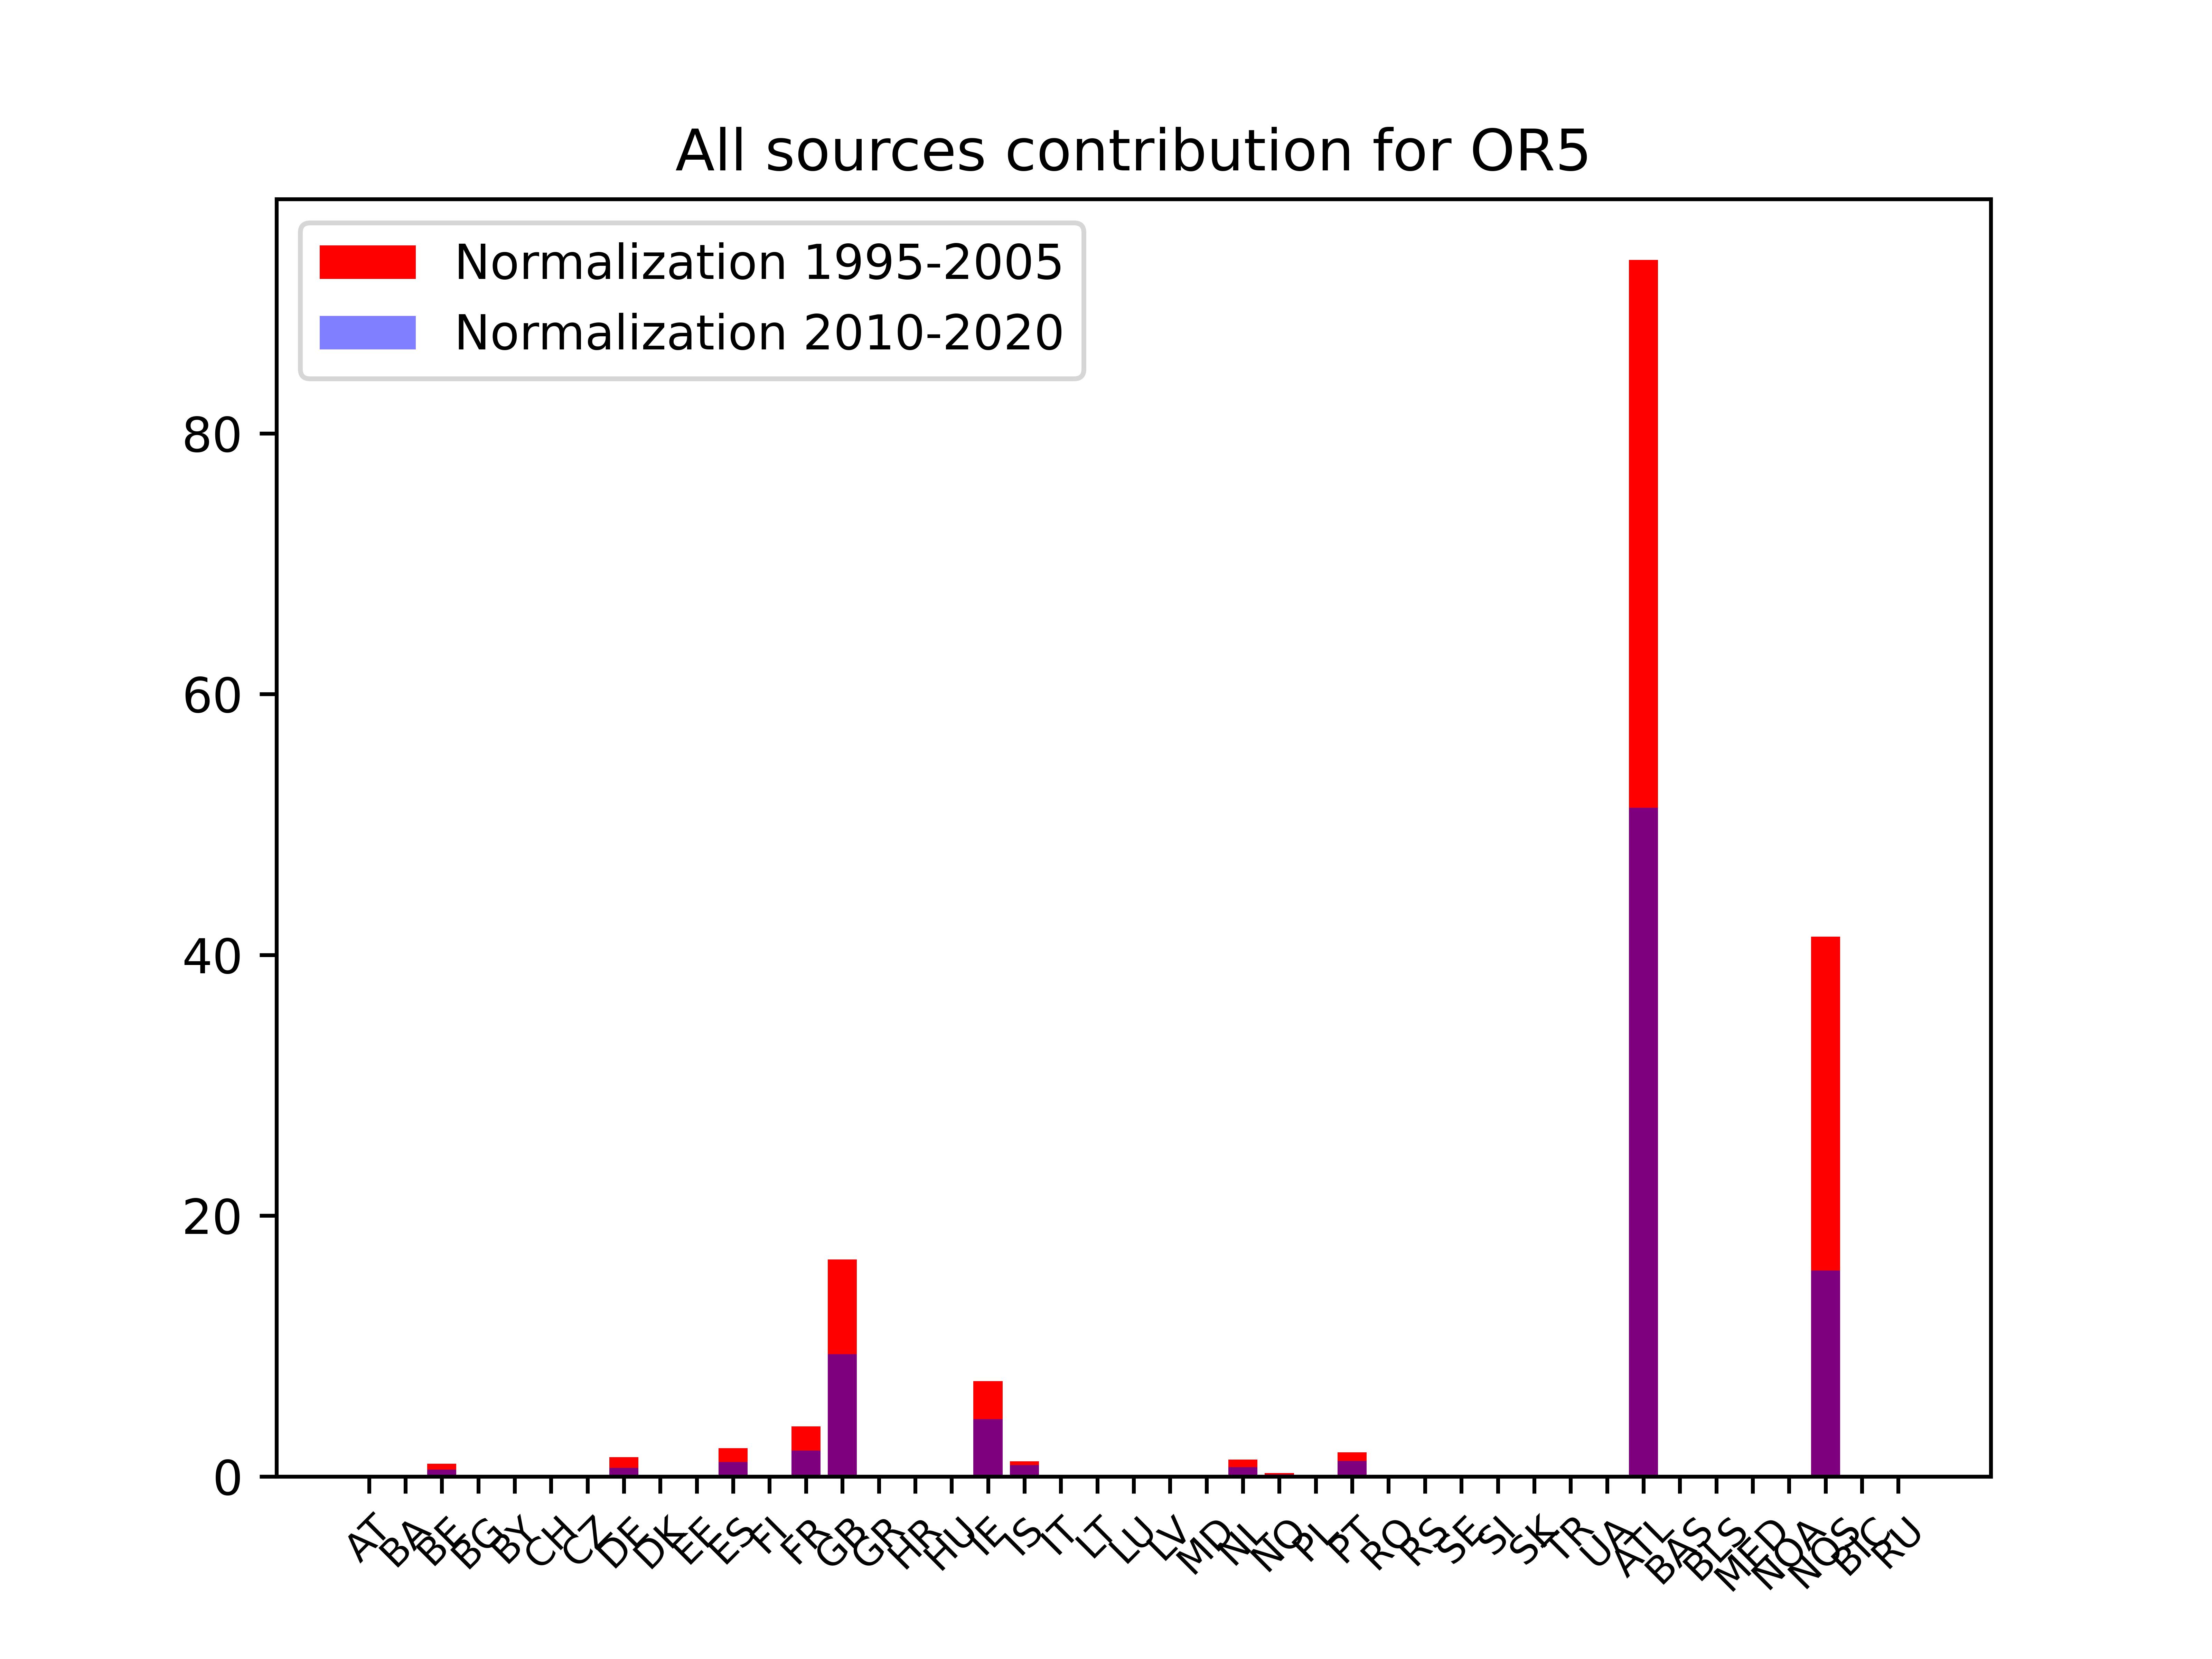 All sources contribution for OR5
Normalization 1995-2005
Normalization 2010-2020
80
60
40
20
0
AT BA BE BG BY CH CZ DE DK EE ES FI FR GB GR HR HU IE IS IT LT LU LV MD NL NO PL PT RO RS SE SI SK TR UA ATL BAS BLS MED NOA NOS BIC RU